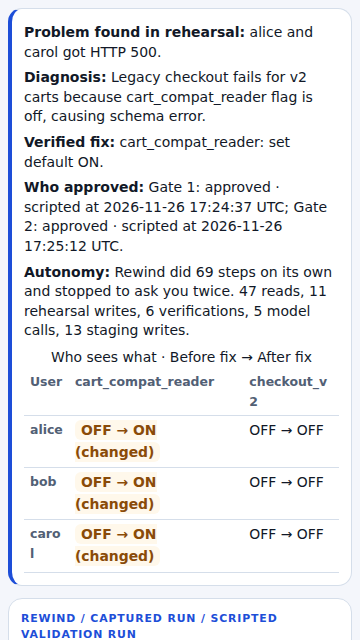 Problem found in rehearsal: alice and
carol got HTTP 500.
Diagnosis: Legacy checkout fails for v2
carts because cart_compat_reader flag is
off, causing schema error.
Verified fix: cart_compat_reader: set
default ON.
Who approved: Gate 1: approved ·
scripted at 2026-11-26 17:24:37 UTC; Gate
2: approved · scripted at 2026-11-26
17:25:12 UTC.
Autonomy: Rewind did 69 steps on its own
and stopped to ask you twice. 47 reads, 11
rehearsal writes, 6 verifications, 5 model
calls, 13 staging writes.
Who sees what · Before fix → After fix
User cart_compat_reader checkout_v
2
alice OFF → ON OFF → OFF
(changed)
bob OFF → ON OFF → OFF
(changed)
caro OFF → ON OFF → OFF
l (changed)
REWIND / CAPTURED RUN / SCRIPTED
VALIDATION RUN